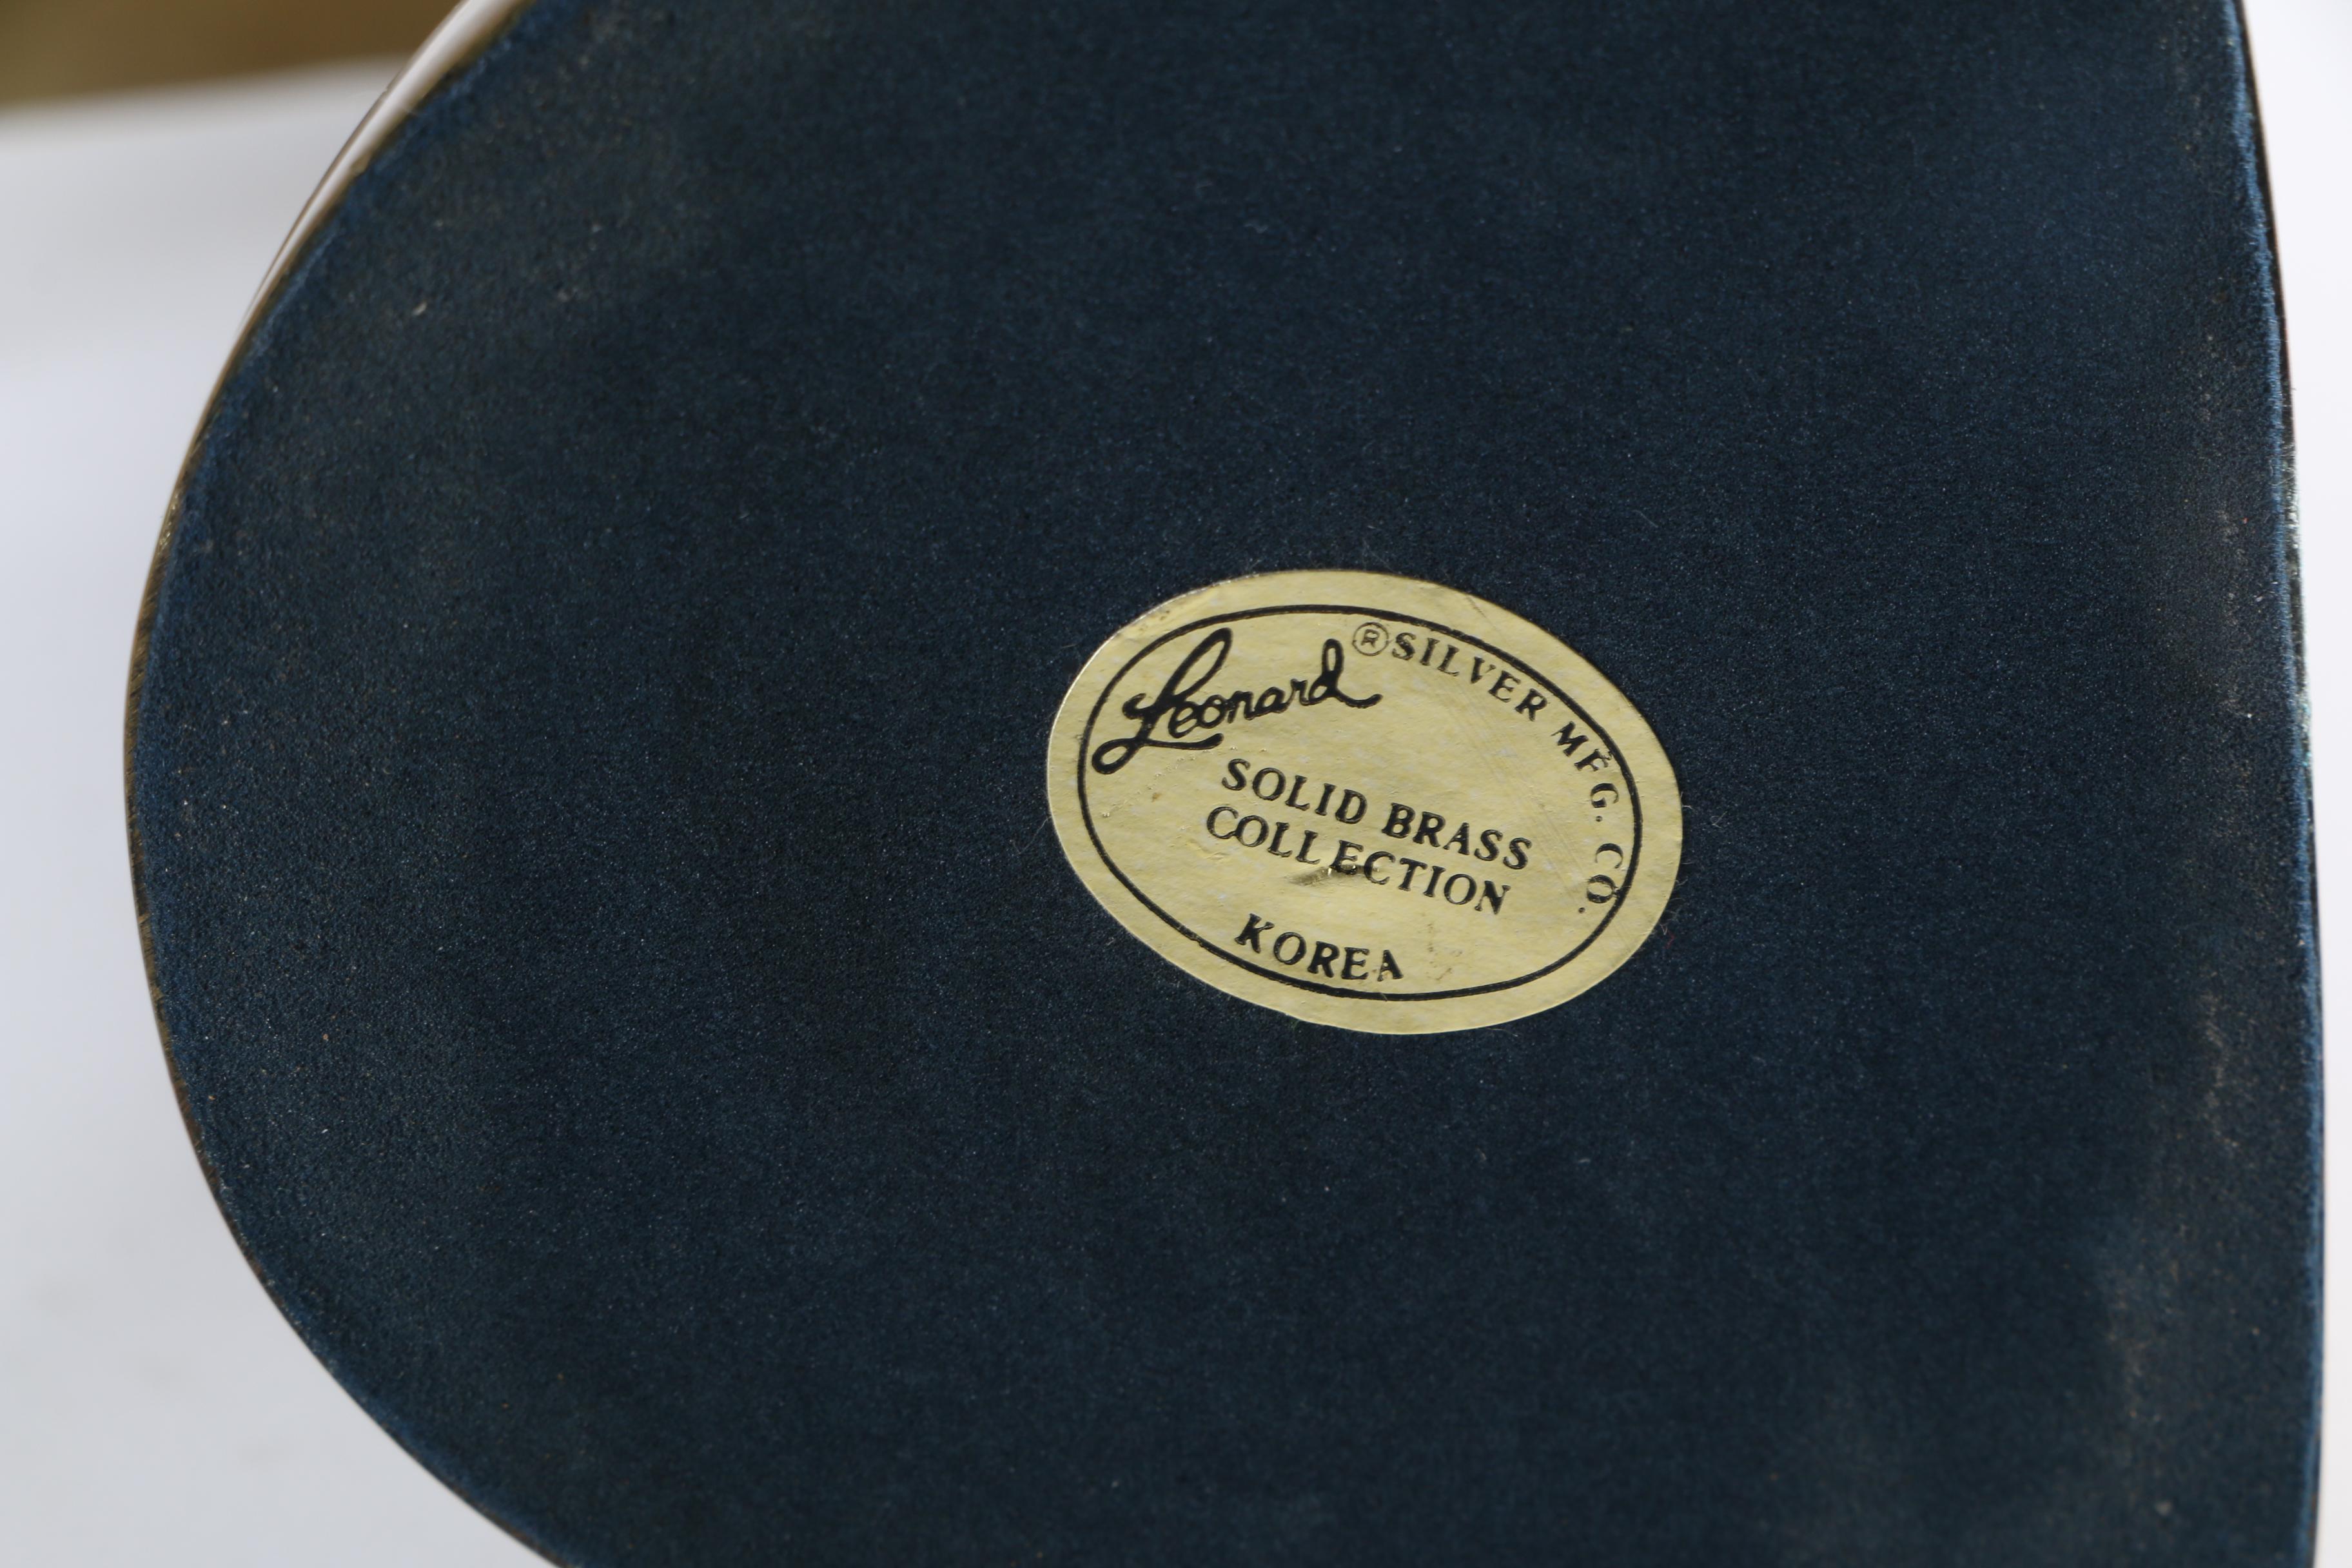 Leonard ® SILVER MFG. CO.
SOLID BRASS
COLLECTION
KOREA